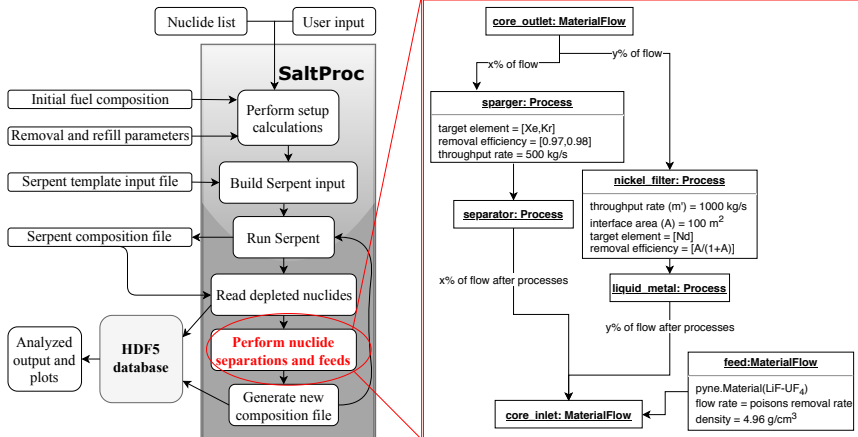 Nuclide list
User input
SaltProc
Initial fuel composition
Removal and refill parameters
Perform setup
calculations
Serpent template input file
Build Serpent input
Serpent composition file
Run Serpent
Read depleted nuclides
Analyzed
output and
plots
HDF5
database
Perform nuclide
separations and feeds
Generate new
composition file
core_outlet: MaterialFlow
x% of flow
y% of flow
sparger: Process
target element = [Xe,Kr]
removal efficiency = [0.97,0.98]
throughput rate = 500 kg/s
nickel_filter: Process
throughput rate (m') = 1000 kg/s
interface area (A) = 100 m²
target element = [Nd]
removal efficiency = [A/(1+A)]
separator: Process
x% of flow after processes
liquid_metal: Process
y% of flow after processes
feed:MaterialFlow
pyne.Material(LiF-UF₄)
flow rate = poisons removal rate
density = 4.96 g/cm³
core_inlet: MaterialFlow